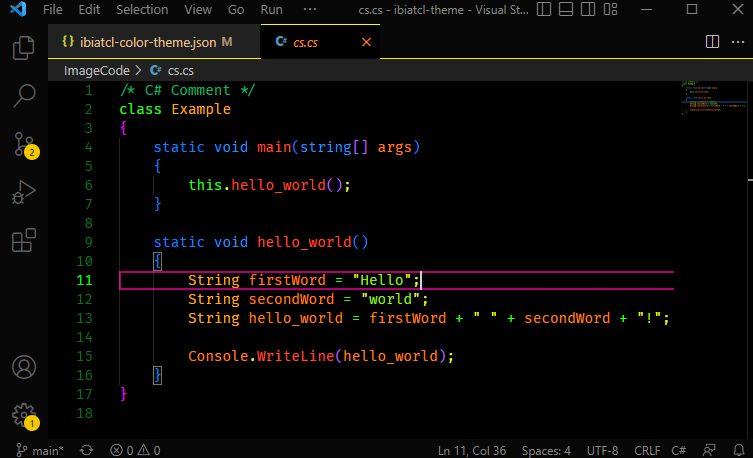 File Edit Selection View Go Run ··· cs.cs - ibiatcl-theme - Visual St...
{} ibiatcl-color-theme.json M C# cs.cs
ImageCode > C# cs.cs
1 /* C# Comment */
2 class Example
3 {
4 static void main(string[] args)
5 {
6 this.hello_world();
7 }
8
9 static void hello_world()
10 {
11 String firstWord = "Hello";
12 String secondWord = "world";
13 String hello_world = firstWord + " " + secondWord + "!";
14
15 Console.WriteLine(hello_world);
16 }
17 }
18
2
1
main* 0 0 Ln 11, Col 36 Spaces: 4 UTF-8 CRLF C#